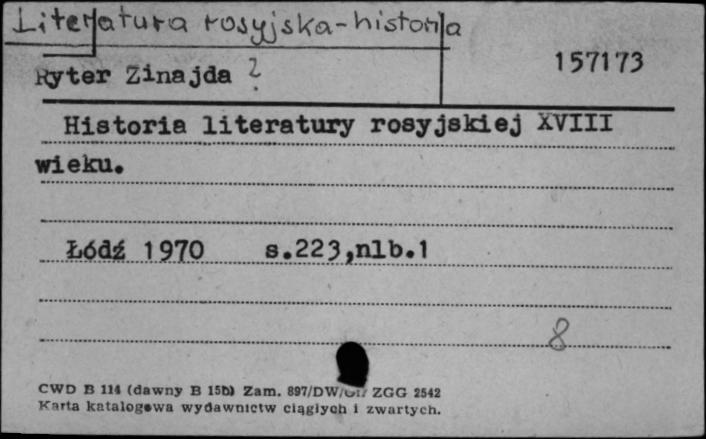 Literatura rosyjska-historia
Ryter Zinajda ?
157173
Historia literatury rosyjskiej XVIII
wieku.
Łódź 1970 s.223,nlb.1
8
CWD B 114 (dawny B 15b) Zam. 897/DW/ ZGG 2542
Karta katalogowa wydawnictw ciągłych i zwartych.